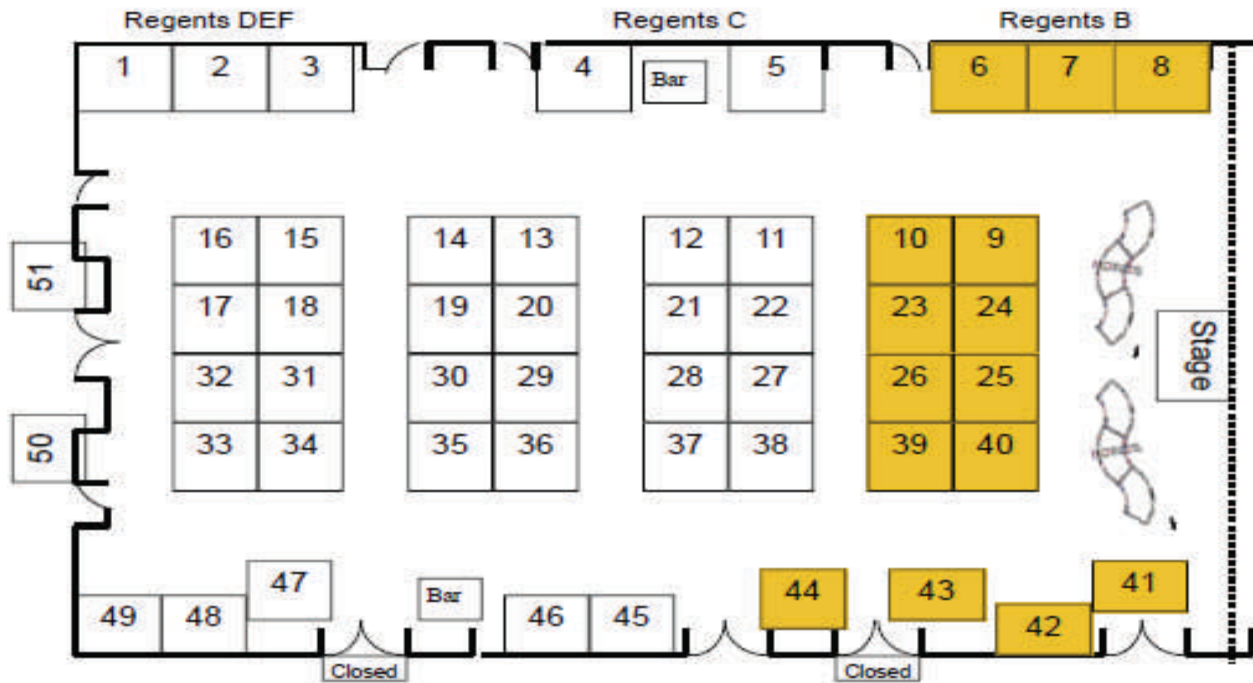 Regents DEF Regents C Regents B
1 2 3 4 Bar 5 6 7 8
16 15 14 13 12 11 10 9
51
17 18 19 20 21 22 23 24
Stage
32 31 30 29 28 27 26 25
50
33 34 35 36 37 38 39 40
47 Bar 44 43 41
49 48 46 45 42
Closed Closed